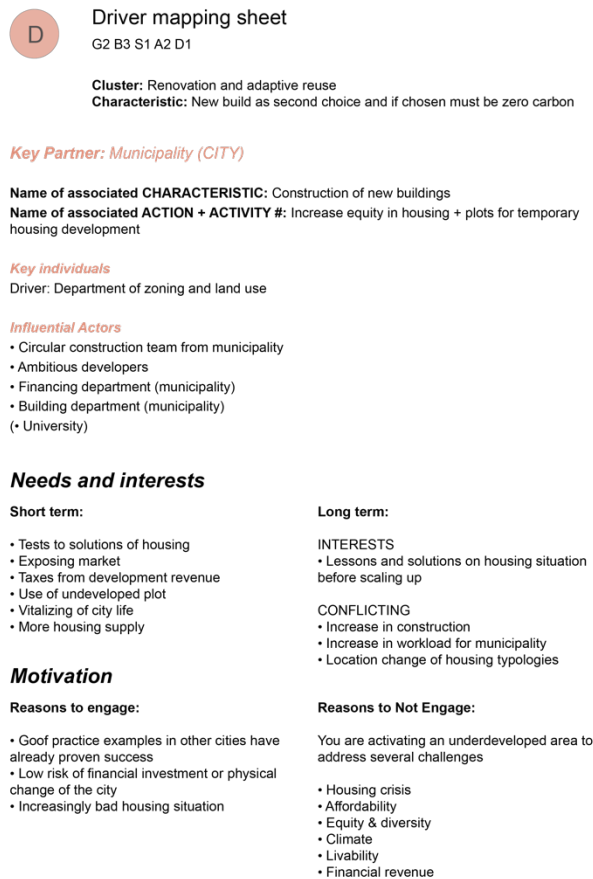 D
Driver mapping sheet
G2 B3 S1 A2 D1
Cluster: Renovation and adaptive reuse
Characteristic: New build as second choice and if chosen must be zero carbon
Key Partner: Municipality (CITY)
Name of associated CHARACTERISTIC: Construction of new buildings
Name of associated ACTION + ACTIVITY #: Increase equity in housing + plots for temporary
housing development
Key individuals
Driver: Department of zoning and land use
Influential Actors
• Circular construction team from municipality
• Ambitious developers
• Financing department (municipality)
• Building department (municipality)
(• University)
Needs and interests
Short term:
• Tests to solutions of housing
• Exposing market
• Taxes from development revenue
• Use of undeveloped plot
• Vitalizing of city life
• More housing supply
Long term:
INTERESTS
• Lessons and solutions on housing situation
before scaling up
CONFLICTING
• Increase in construction
• Increase in workload for municipality
• Location change of housing typologies
Motivation
Reasons to engage:
• Goof practice examples in other cities have
already proven success
• Low risk of financial investment or physical
change of the city
• Increasingly bad housing situation
Reasons to Not Engage:
You are activating an underdeveloped area to
address several challenges
• Housing crisis
• Affordability
• Equity & diversity
• Climate
• Livability
• Financial revenue